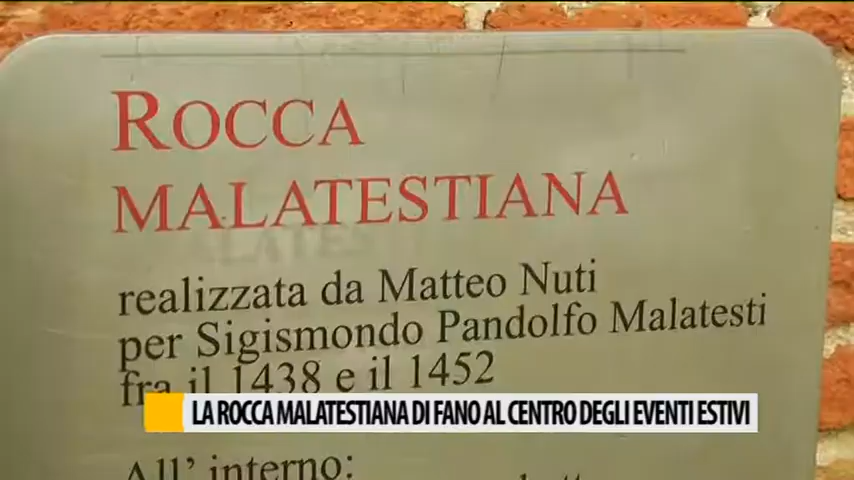 ROCCA
MALATESTIANA
realizzata da Matteo Nuti
per Sigismondo Pandolfo Malatesti
fra il 1438 e il 1452
LA ROCCA MALATESTIANA DI FANO AL CENTRO DEGLI EVENTI ESTIVI
All' interno: